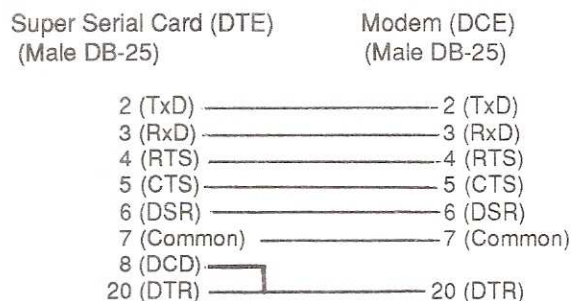 Super Serial Card (DTE) Modem (DCE)
(Male DB-25) (Male DB-25)
2 (TxD) 2 (TxD)
3 (RxD) 3 (RxD)
4 (RTS) 4 (RTS)
5 (CTS) 5 (CTS)
6 (DSR) 6 (DSR)
7 (Common) 7 (Common)
8 (DCD)
20 (DTR) 20 (DTR)